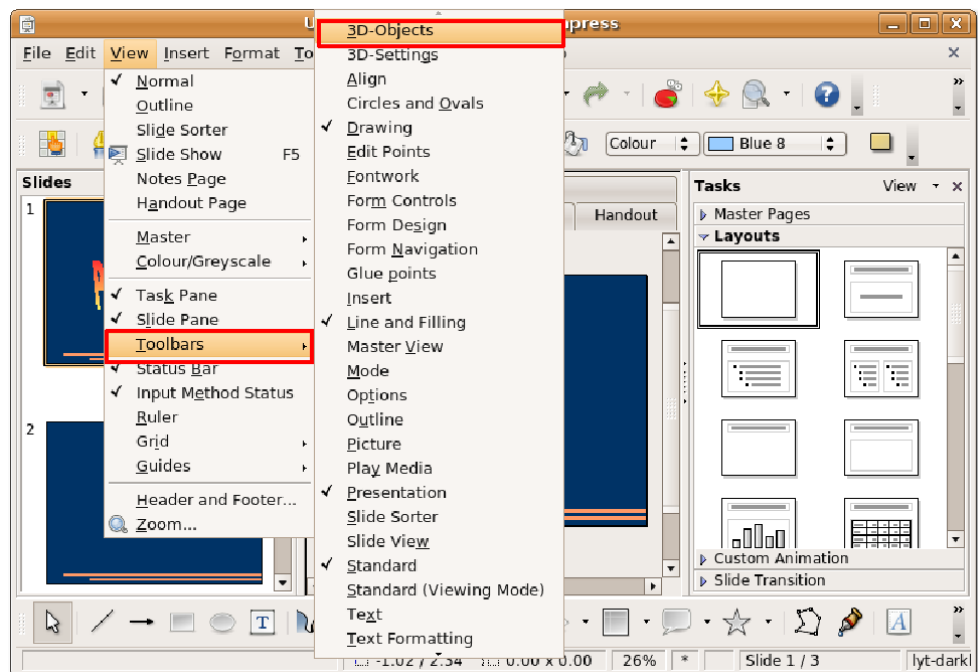 press
File Edit View Insert Format To
Normal
Outline
Slide Sorter
Slide Show F5
Notes Page
Handout Page
Master
Colour/Greyscale
Task Pane
Slide Pane
Toolbars
Status Bar
Input Method Status
Ruler
Grid
Guides
Header and Footer...
Zoom...
3D-Objects
3D-Settings
Align
Circles and Ovals
Drawing
Edit Points
Fontwork
Form Controls
Form Design
Form Navigation
Glue points
Insert
Line and Filling
Master View
Mode
Options
Outline
Picture
Play Media
Presentation
Slide Sorter
Slide View
Standard
Standard (Viewing Mode)
Text
Text Formatting
Colour Blue 8
Slides
1
2
Handout
Tasks View
Master Pages
Layouts
Custom Animation
Slide Transition
T
A
-1.02 / 2.54 0.00 x 0.00 26% * Slide 1 / 3 lyt-darkl